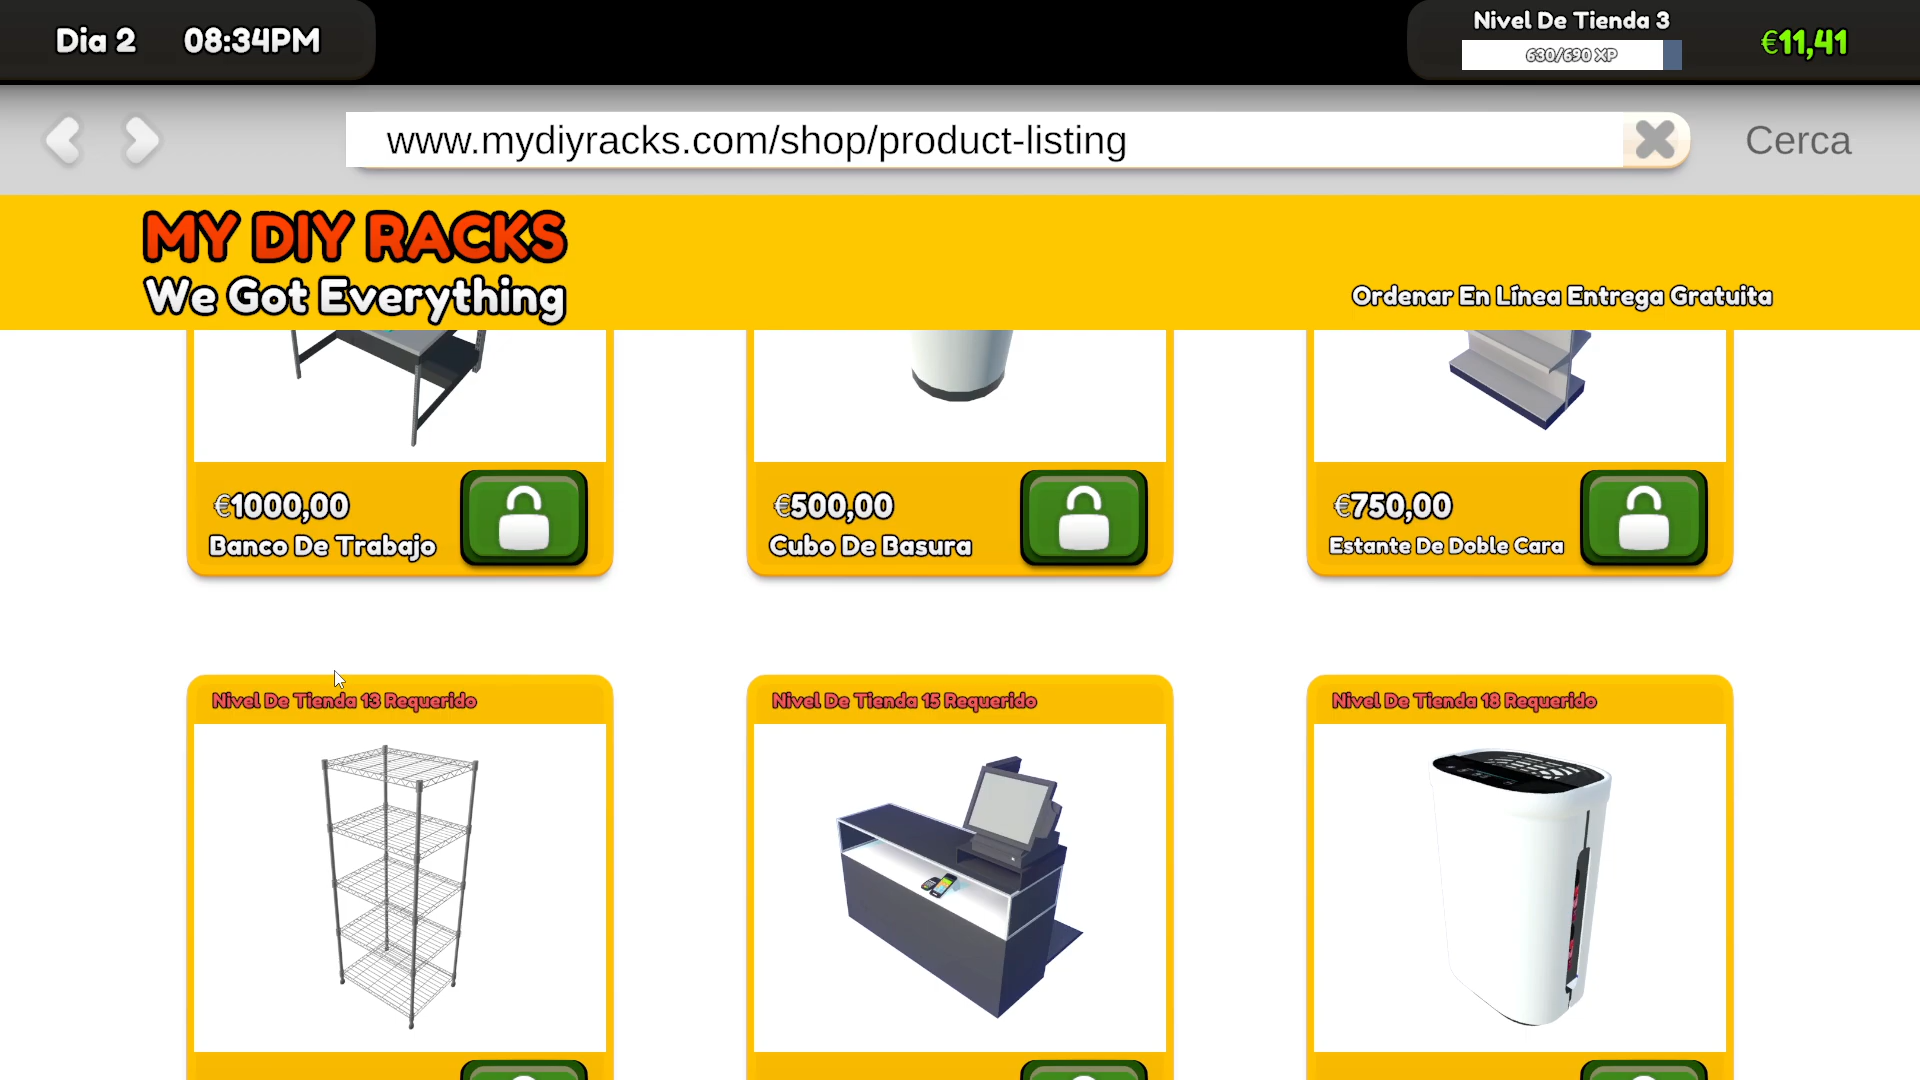 Dia 2
08:34PM
Nivel De Tienda 3
630/690 XP
€11,41
www.mydiyracks.com/shop/product-listing
Cerca
MY DIY RACKS
We Got Everything
Ordenar En Línea Entrega Gratuita
€1000,00
Banco De Trabajo
€500,00
Cubo De Basura
€750,00
Estante De Doble Cara
Nivel De Tienda 13 Requerido
Nivel De Tienda 15 Requerido
Nivel De Tienda 18 Requerido